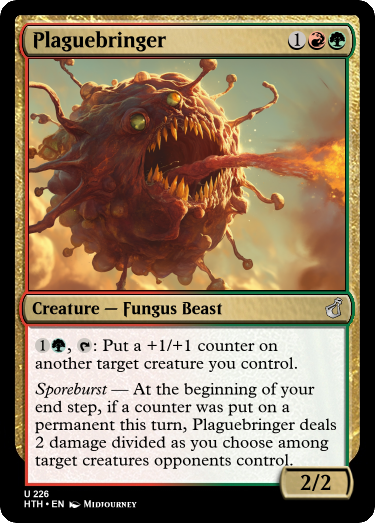 Plaguebringer 1
Creature — Fungus Beast
1, : Put a +1/+1 counter on
another target creature you control.
Sporeburst — At the beginning of your
end step, if a counter was put on a
permanent this turn, Plaguebringer deals
2 damage divided as you choose among
target creatures opponents control.
2/2
U 226
HTH • EN Midjourney